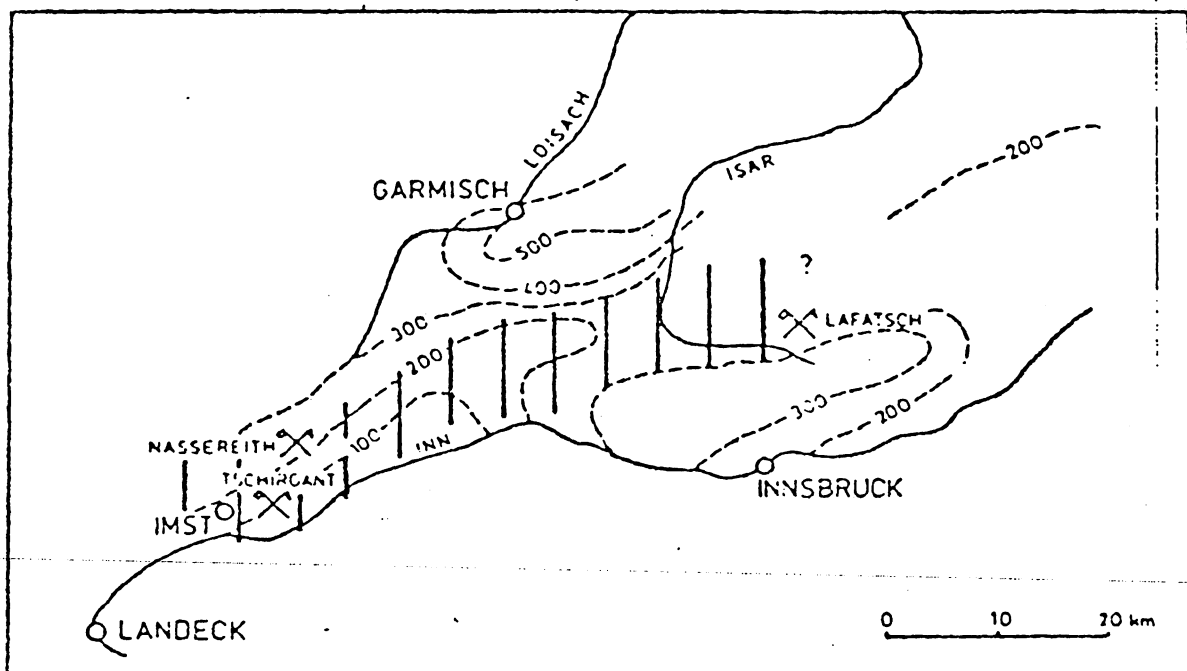 LOISACH
ISAR
200
GARMISCH
500
400
300
?
LAFATSCH
200
300
200
100
NASSEREITH
INN
TSCHIRGANT
INNSBRUCK
IMST
LANDECK
0 10 20 km